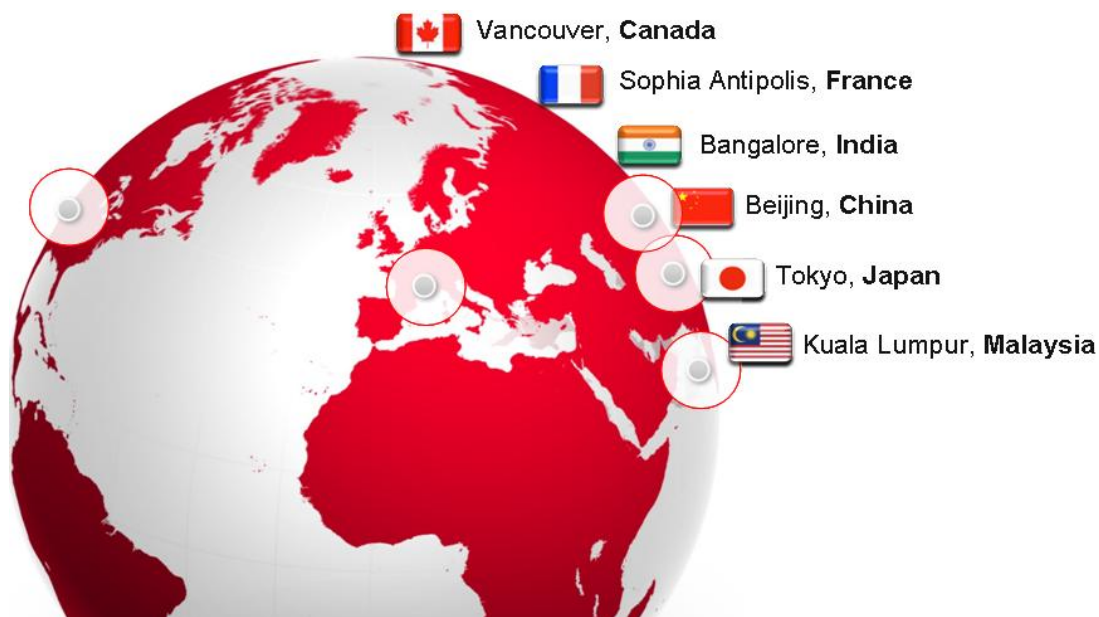 Vancouver, Canada
Sophia Antipolis, France
Bangalore, India
Beijing, China
Tokyo, Japan
Kuala Lumpur, Malaysia